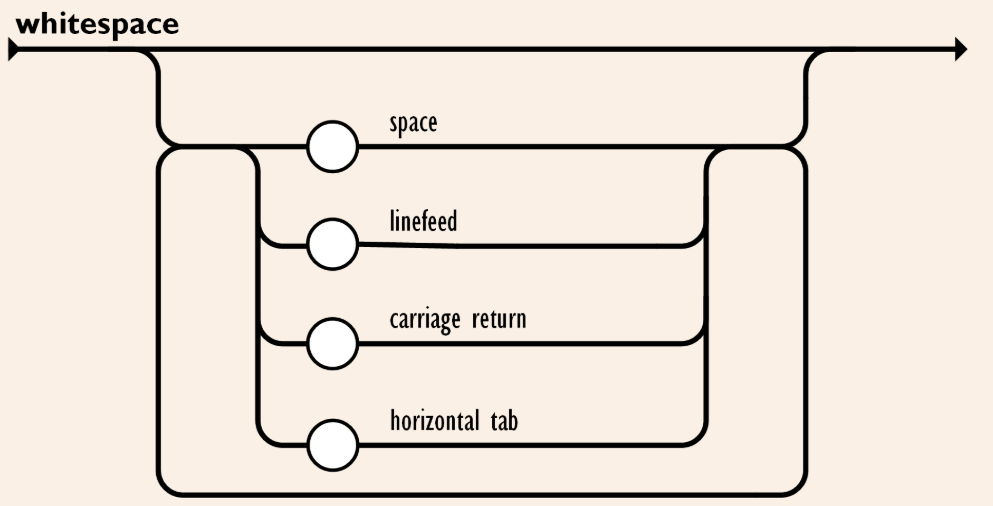 whitespace
space
linefeed
carriage return
horizontal tab